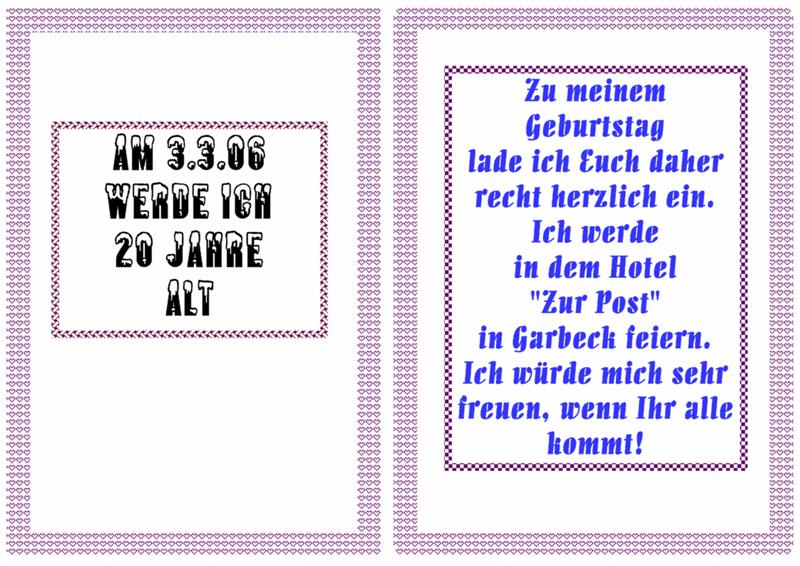 AM 3.3.06
WERDE ICH
20 JAHRE
ALT
Zu meinem
Geburtstag
lade ich Euch daher
recht herzlich ein.
Ich werde
in dem Hotel
"Zur Post"
in Garbeck feiern.
Ich würde mich sehr
freuen, wenn Ihr alle
kommt!